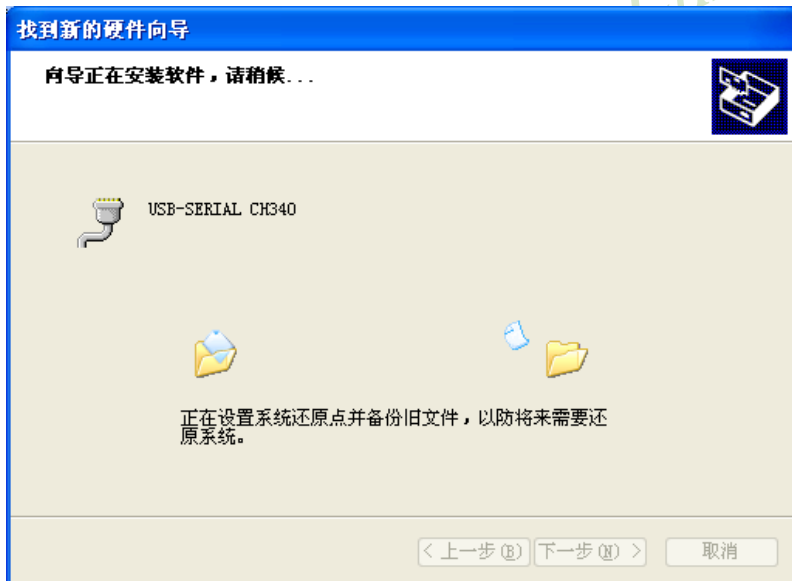 找到新的硬件向导
向导正在安装软件，请稍候...
USB-SERIAL CH340
正在设置系统还原点并备份旧文件，以防将来需要还
原系统。
< 上一步(B) 下一步(N) > 取消